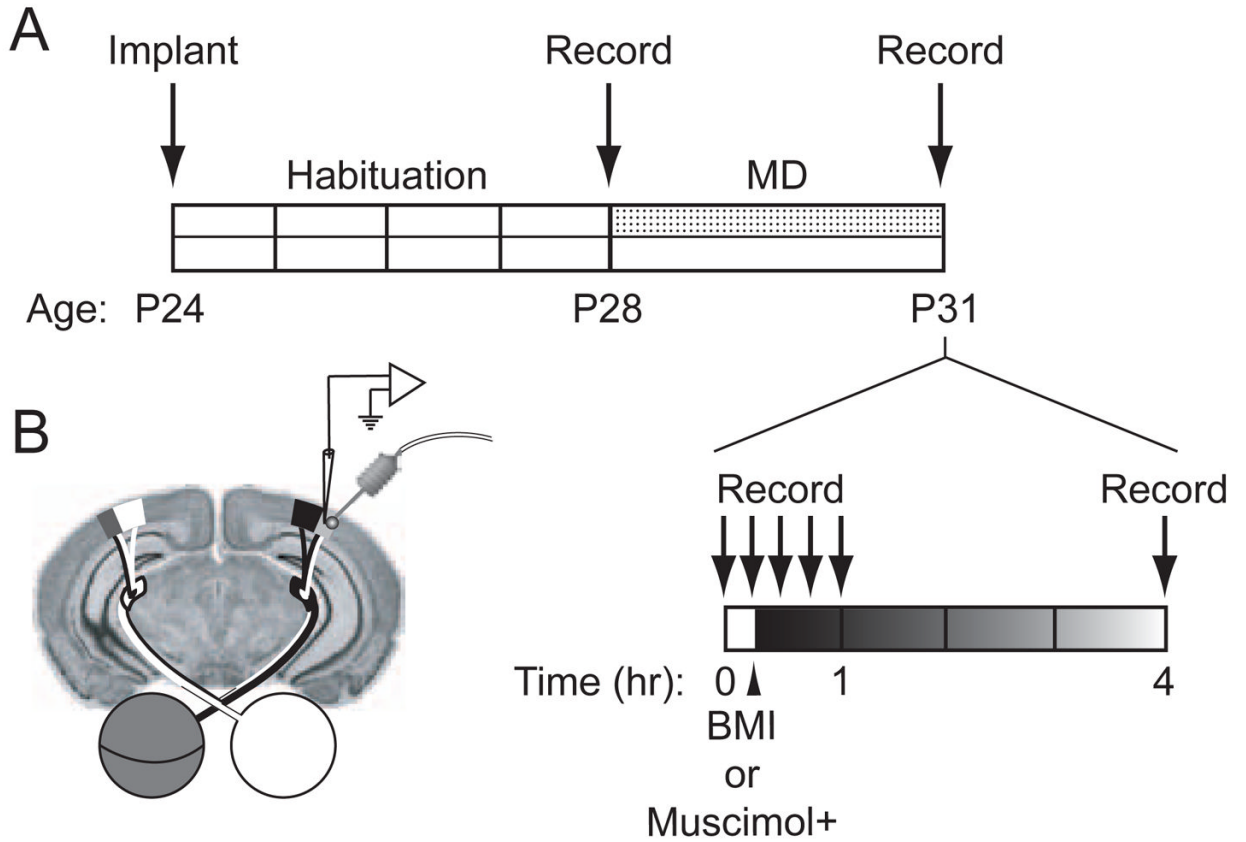 A
Implant Record Record
Habituation MD
Age: P24 P28 P31
B
Record Record
Time (hr): 0 1 4
BMI
or
Muscimol+